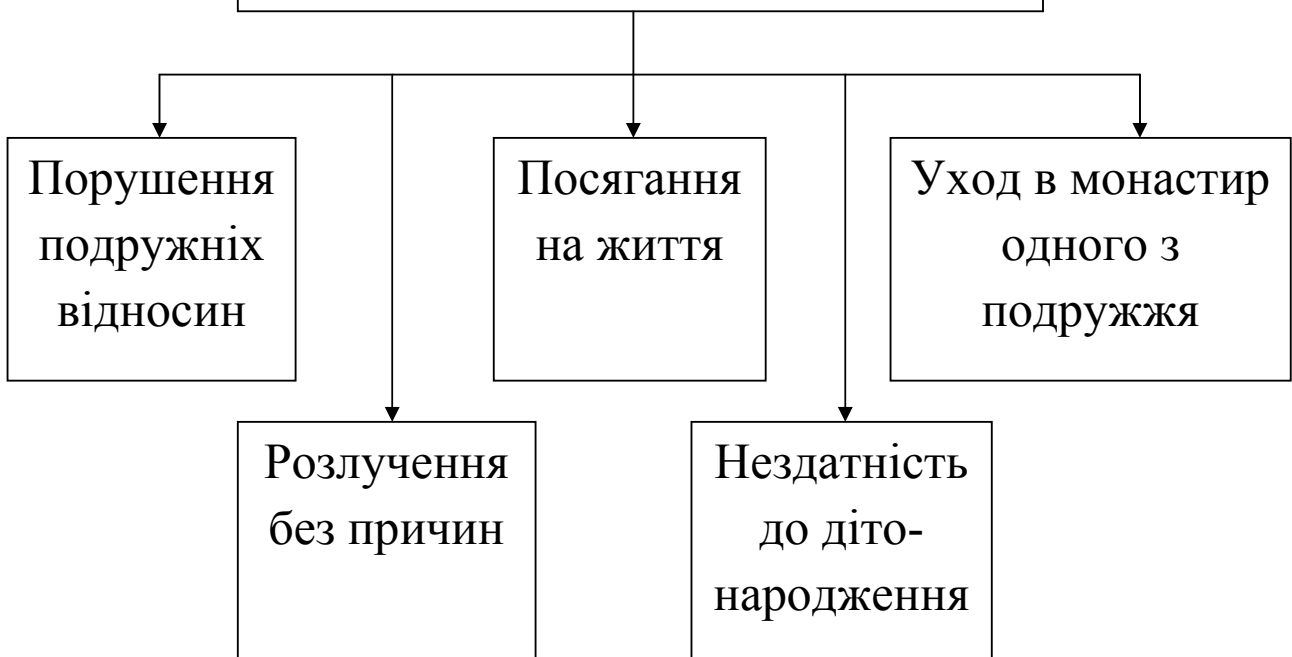 Порушення
подружніх
відносин
Посягання
на життя
Уход в монастир
одного з
подружжя
Розлучення
без причин
Нездатність
до діто-
народження